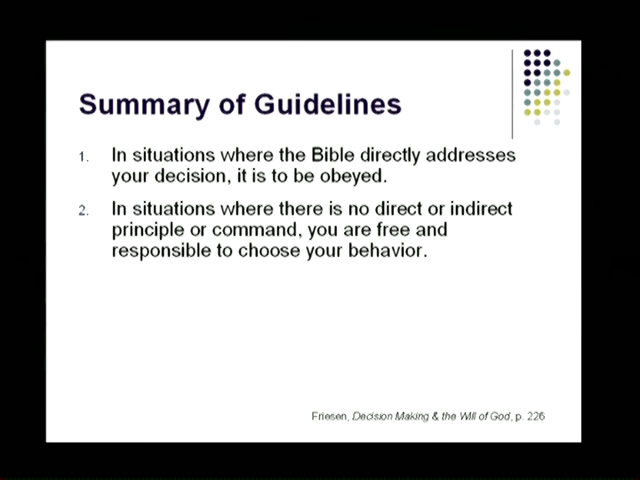 Summary of Guidelines
1. In situations where the Bible directly addresses
your decision, it is to be obeyed.
2. In situations where there is no direct or indirect
principle or command, you are free and
responsible to choose your behavior.
Friesen, Decision Making & the Will of God, p. 226